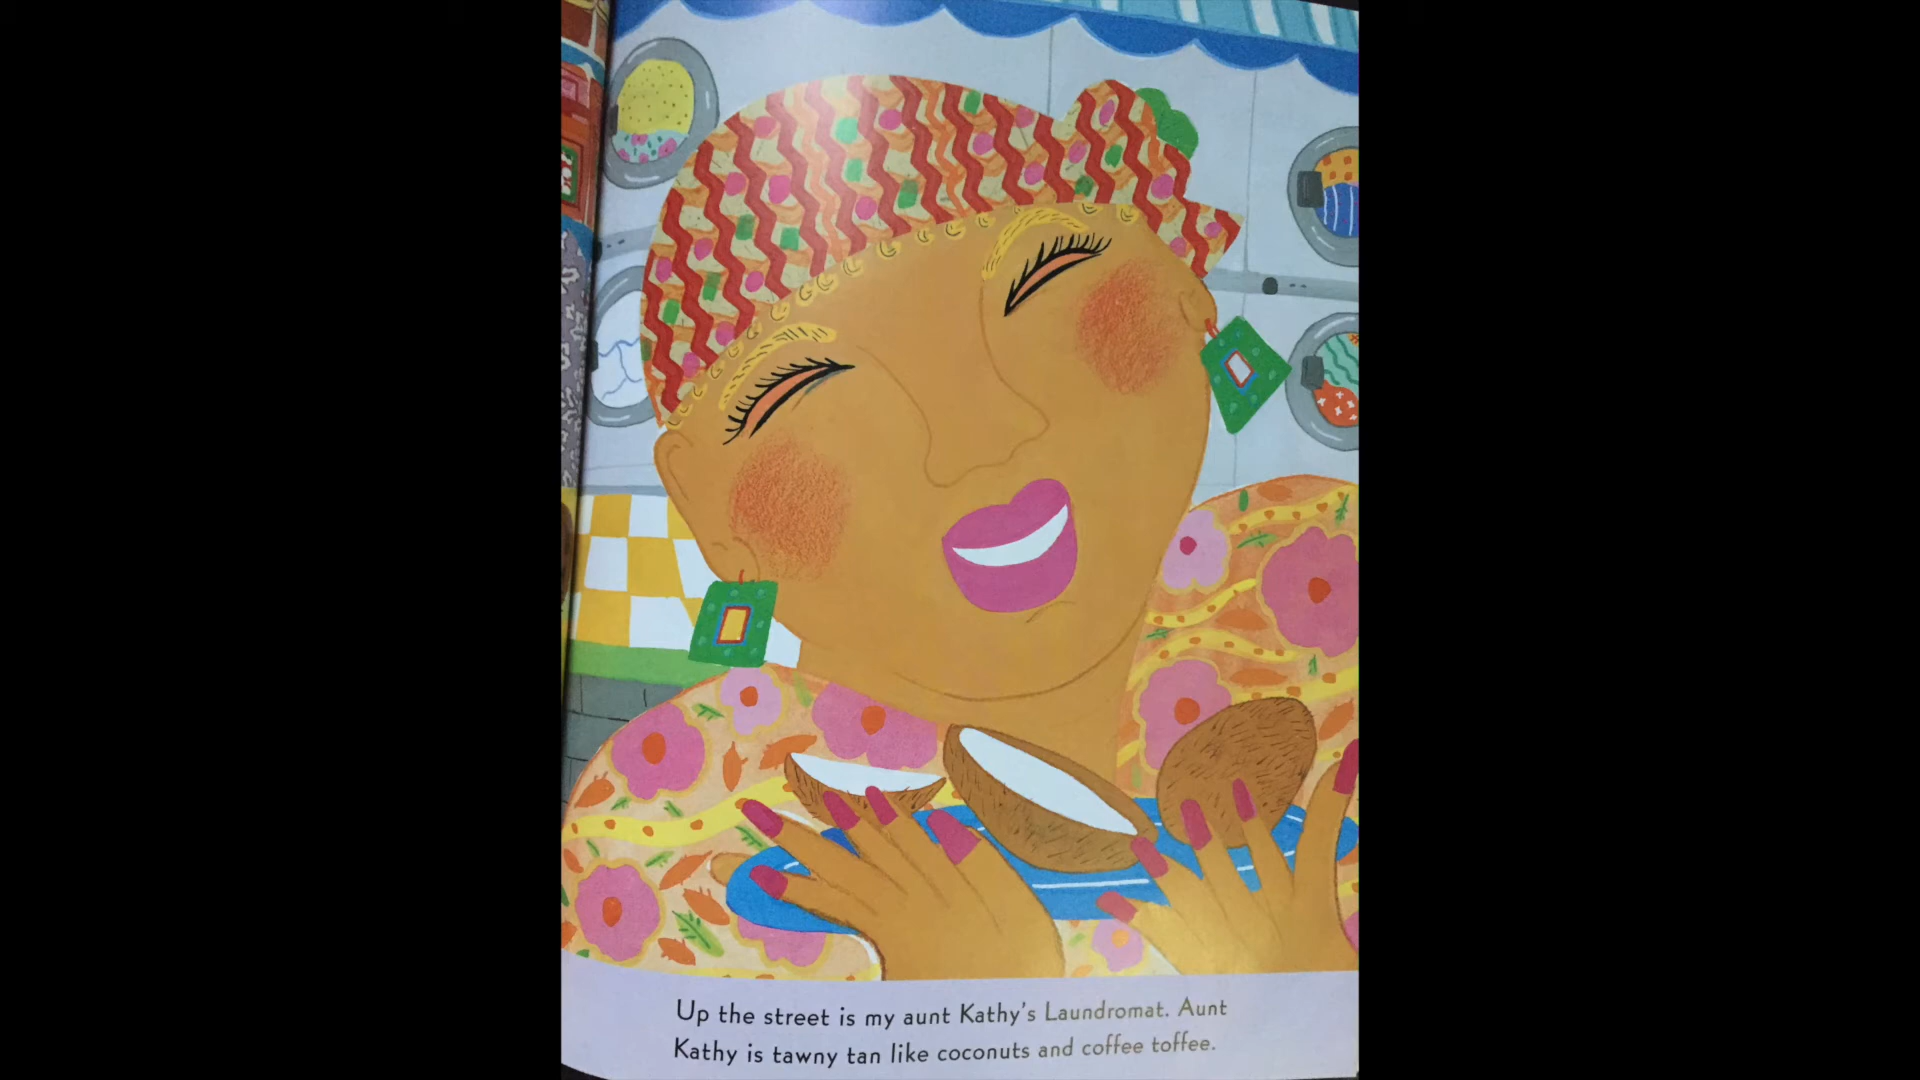 Up the street is my aunt Kathy's Laundromat. Aunt
Kathy is tawny tan like coconuts and coffee toffee.